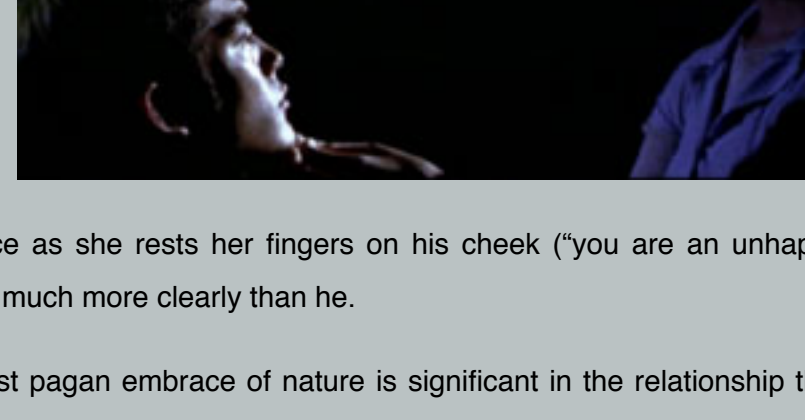 ce as she rests her fingers on his cheek (“you are an unhap
much more clearly than he.
st pagan embrace of nature is significant in the relationship t